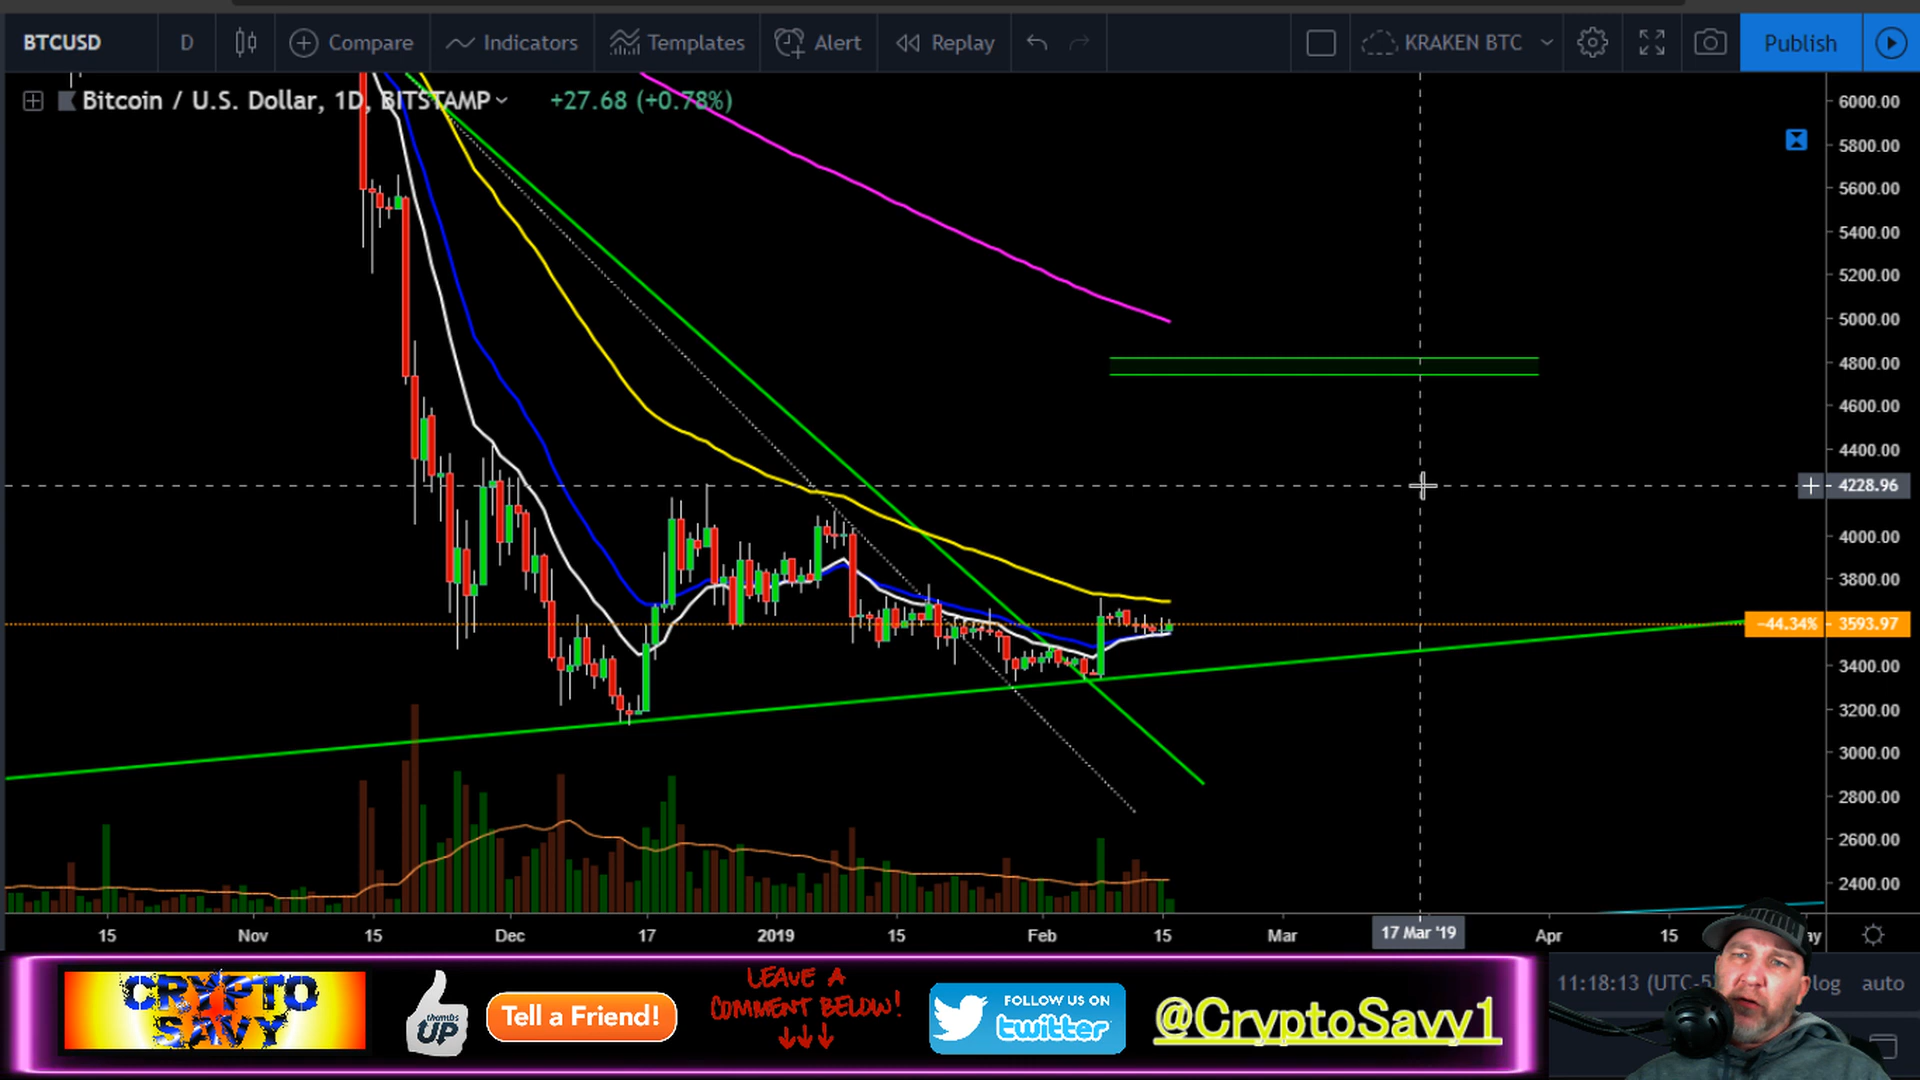 BTCUSD D Compare Indicators Templates Alert Replay KRAKEN BTC Publish
Bitcoin / U.S. Dollar, 1D, BITSTAMP +27.68 (+0.78%)
6000.00
5800.00
5600.00
5400.00
5200.00
5000.00
4800.00
4600.00
4400.00
4228.96
4000.00
3800.00
-44.34% 3593.97
3400.00
3200.00
3000.00
2800.00
2600.00
2400.00
15 Nov 15 Dec 17 2019 15 Feb 15 Mar 17 Mar '19 Apr 15
11:18:13 (UTC-5 log auto
CRYPTO
SAVY
thumbs
UP
Tell a Friend!
LEAVE A
COMMENT BELOW!
FOLLOW US ON
twitter
@CryptoSavy1